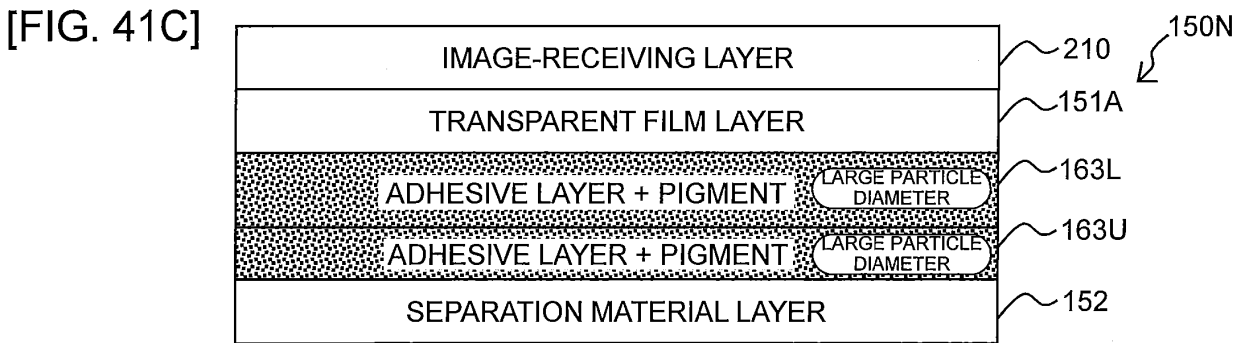 [FIG. 41C]
150N
IMAGE-RECEIVING LAYER
210
TRANSPARENT FILM LAYER
151A
ADHESIVE LAYER + PIGMENT
LARGE PARTICLE
DIAMETER
163L
ADHESIVE LAYER + PIGMENT
LARGE PARTICLE
DIAMETER
163U
SEPARATION MATERIAL LAYER
152